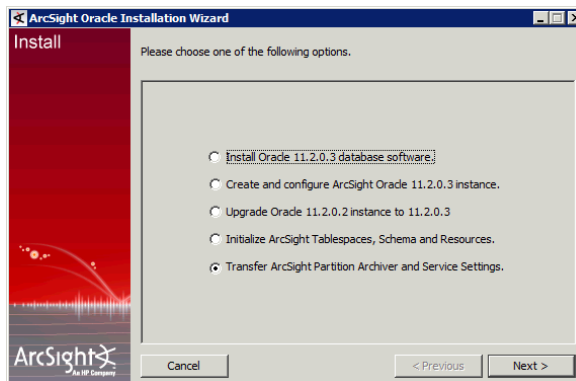 ArcSight Oracle Installation Wizard
Install
Please choose one of the following options.
Install Oracle 11.2.0.3 database software.
Create and configure ArcSight Oracle 11.2.0.3 instance.
Upgrade Oracle 11.2.0.2 instance to 11.2.0.3
Initialize ArcSight Tablespaces, Schema and Resources.
Transfer ArcSight Partition Archiver and Service Settings.
ArcSight
An HP Company
Cancel
< Previous
Next >